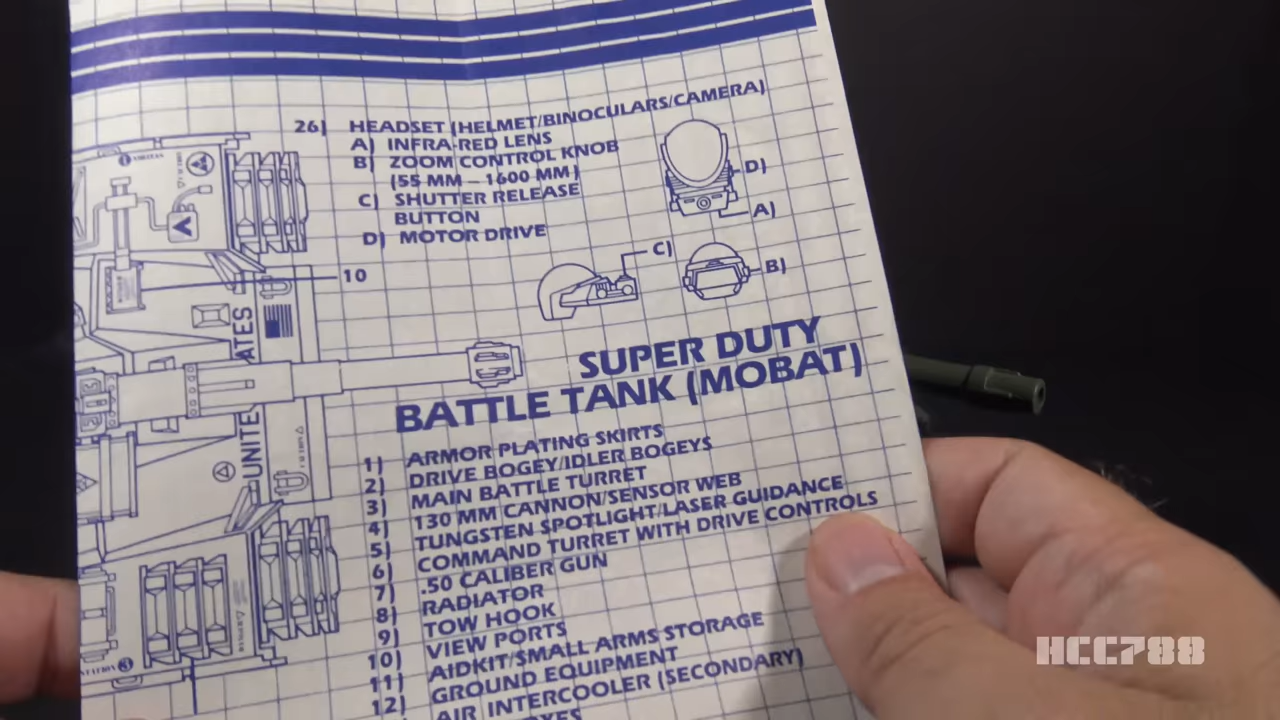 26) HEADSET (HELMET/BINOCULARS/CAMERA)
A) INFRA-RED LENS
B) ZOOM CONTROL KNOB
(55 MM – 1600 MM)
C) SHUTTER RELEASE
BUTTON
D) MOTOR DRIVE
D)
A)
C)
B)
10
UNITE ATES
SUPER DUTY
BATTLE TANK (MOBAT)
1) ARMOR PLATING SKIRTS
2) DRIVE BOGEY/IDLER BOGEYS
3) MAIN BATTLE TURRET
4) 130 MM CANNON/SENSOR WEB
5) TUNGSTEN SPOTLIGHT/LASER GUIDANCE
6) COMMAND TURRET WITH DRIVE CONTROLS
7) .50 CALIBER GUN
8) RADIATOR
9) TOW HOOK
10) VIEW PORTS
11) AIDKIT/SMALL ARMS STORAGE
12) GROUND EQUIPMENT
AIR INTERCOOLER (SECONDARY)
HCC788